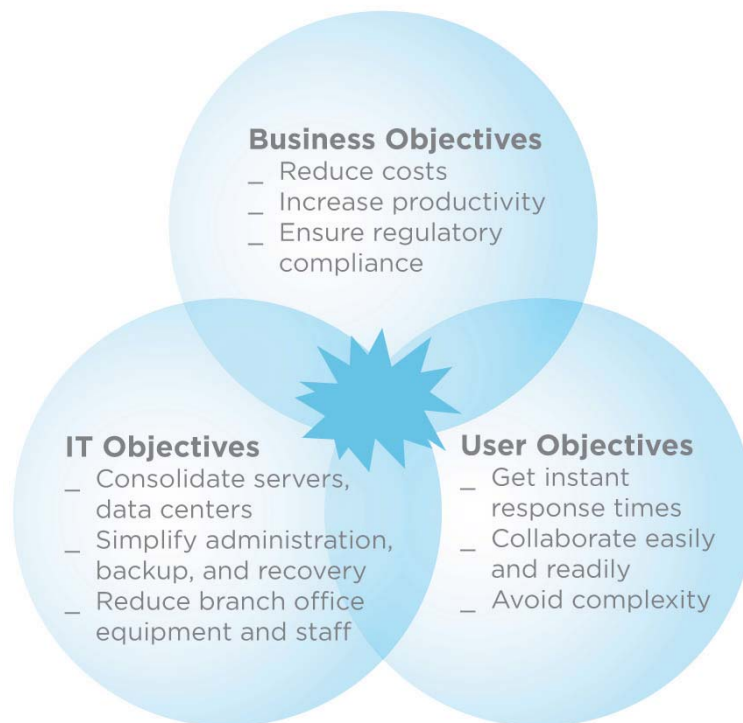 Business Objectives
_ Reduce costs
_ Increase productivity
_ Ensure regulatory
compliance
IT Objectives
_ Consolidate servers,
data centers
_ Simplify administration,
backup, and recovery
_ Reduce branch office
equipment and staff
User Objectives
_ Get instant
response times
_ Collaborate easily
and readily
_ Avoid complexity